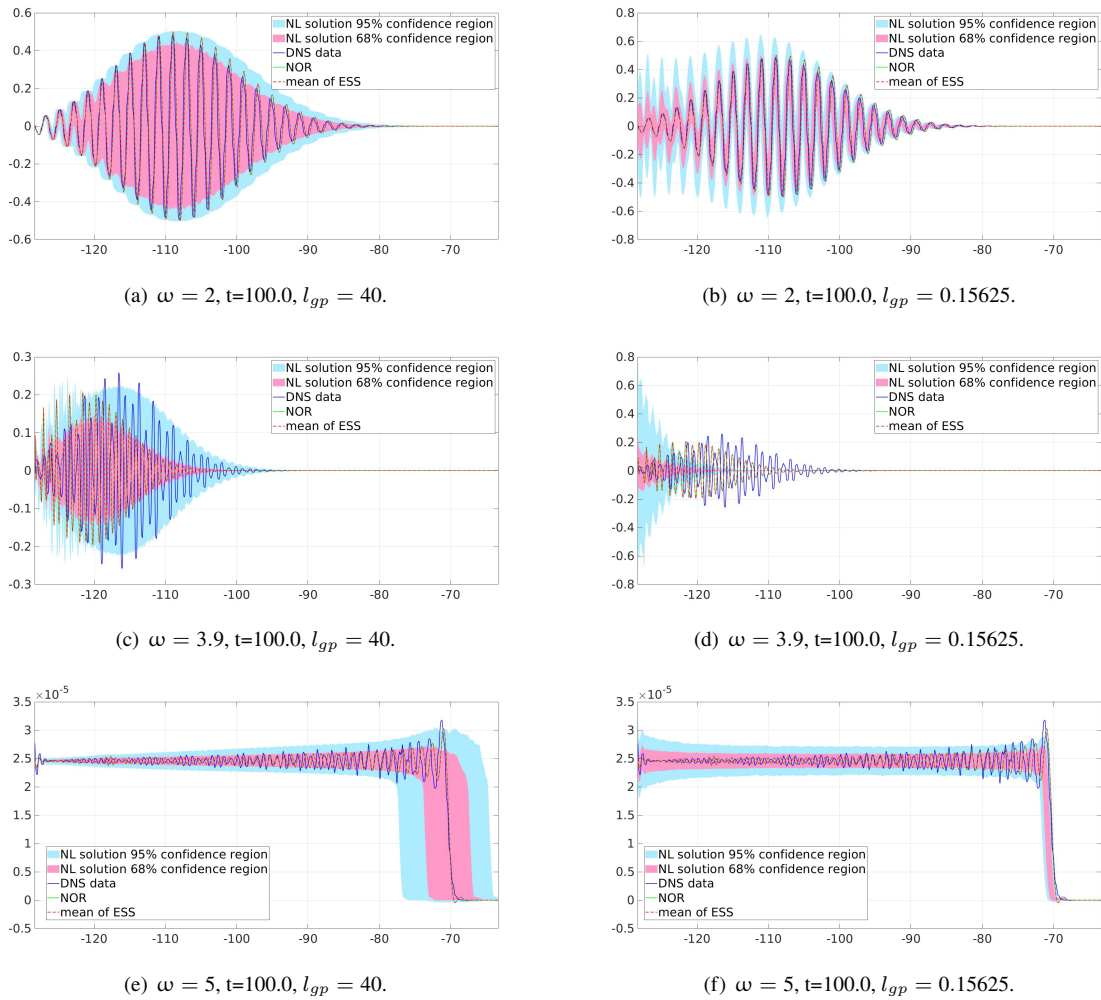 NL solution 95% confidence region
NL solution 68% confidence region
DNS data
NOR
mean of ESS
0.6
0.4
0.2
0
-0.2
-0.4
-0.6
-120 -110 -100 -90 -80 -70
(a) ω = 2, t=100.0, l_gp = 40.
NL solution 95% confidence region
NL solution 68% confidence region
DNS data
NOR
mean of ESS
0.8
0.6
0.4
0.2
0
-0.2
-0.4
-0.6
-0.8
-120 -110 -100 -90 -80 -70
(b) ω = 2, t=100.0, l_gp = 0.15625.
NL solution 95% confidence region
NL solution 68% confidence region
DNS data
NOR
mean of ESS
0.3
0.2
0.1
0
-0.1
-0.2
-0.3
-120 -110 -100 -90 -80 -70
(c) ω = 3.9, t=100.0, l_gp = 40.
NL solution 95% confidence region
NL solution 68% confidence region
DNS data
NOR
mean of ESS
0.8
0.6
0.4
0.2
0
-0.2
-0.4
-0.6
-0.8
-120 -110 -100 -90 -80 -70
(d) ω = 3.9, t=100.0, l_gp = 0.15625.
×10⁻⁵
3.5
3
2.5
2
1.5
1
0.5
0
-0.5
NL solution 95% confidence region
NL solution 68% confidence region
DNS data
NOR
mean of ESS
-120 -110 -100 -90 -80 -70
(e) ω = 5, t=100.0, l_gp = 40.
×10⁻⁵
3.5
3
2.5
2
1.5
1
0.5
0
-0.5
NL solution 95% confidence region
NL solution 68% confidence region
DNS data
NOR
mean of ESS
-120 -110 -100 -90 -80 -70
(f) ω = 5, t=100.0, l_gp = 0.15625.